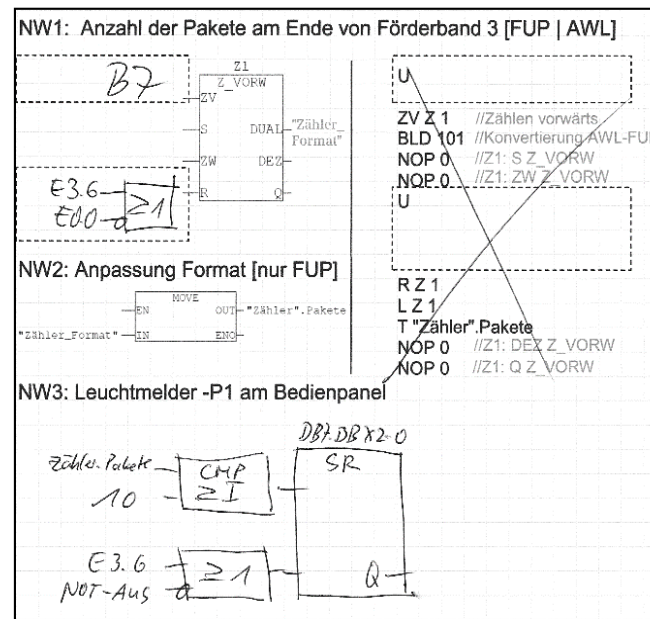 NW1: Anzahl der Pakete am Ende von Förderband 3 [FUP | AWL]
B7
Z1
Z_VORW
ZV
S
DUAL
"Zähler_
Format"
ZW
DEZ
E3.6
R
Q
E0.0
≥1
U
ZV Z 1 //Zählen vorwärts
BLD 101 //Konvertierung AWL-FU
NOP 0 //Z1: S Z_VORW
NOP 0 //Z1: ZW Z_VORW
U
R Z 1
L Z 1
T "Zähler".Pakete
NOP 0 //Z1: DEZ Z_VORW
NOP 0 //Z1: Q Z_VORW
NW2: Anpassung Format [nur FUP]
MOVE
EN
OUT
"Zähler".Pakete
"Zähler_Format"
IN
ENO
NW3: Leuchtmelder -P1 am Bedienpanel
DB7.DBX2.0
Zähler.Pakete
CMP
≥I
SR
10
E3.6
NOT-Aus
≥1
Q